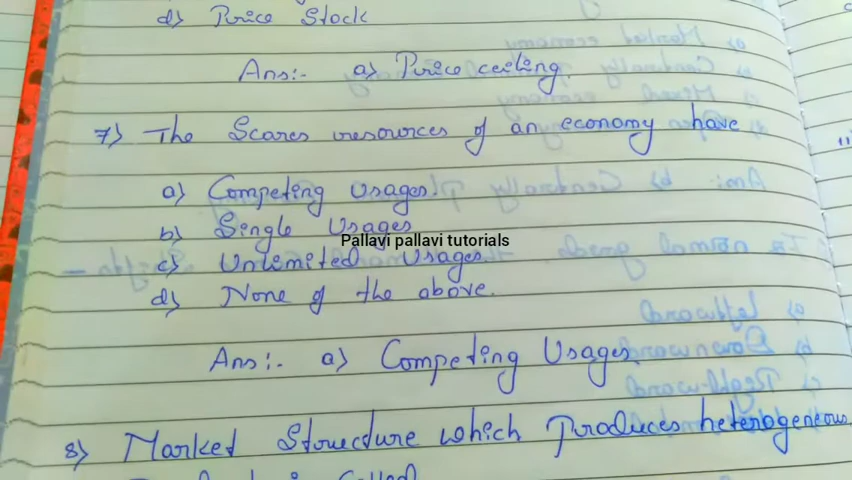 d) Price Stock
Ans:- a) Price ceiling.
7) The Scares resources of an economy have
a) Competing Usages.
b) Single Usages
Pallavi pallavi tutorials
c) Unlimited Usages.
d) None of the above.
Ans:- a) Competing Usages.
8) Market Structure which Produces heterogeneous
called